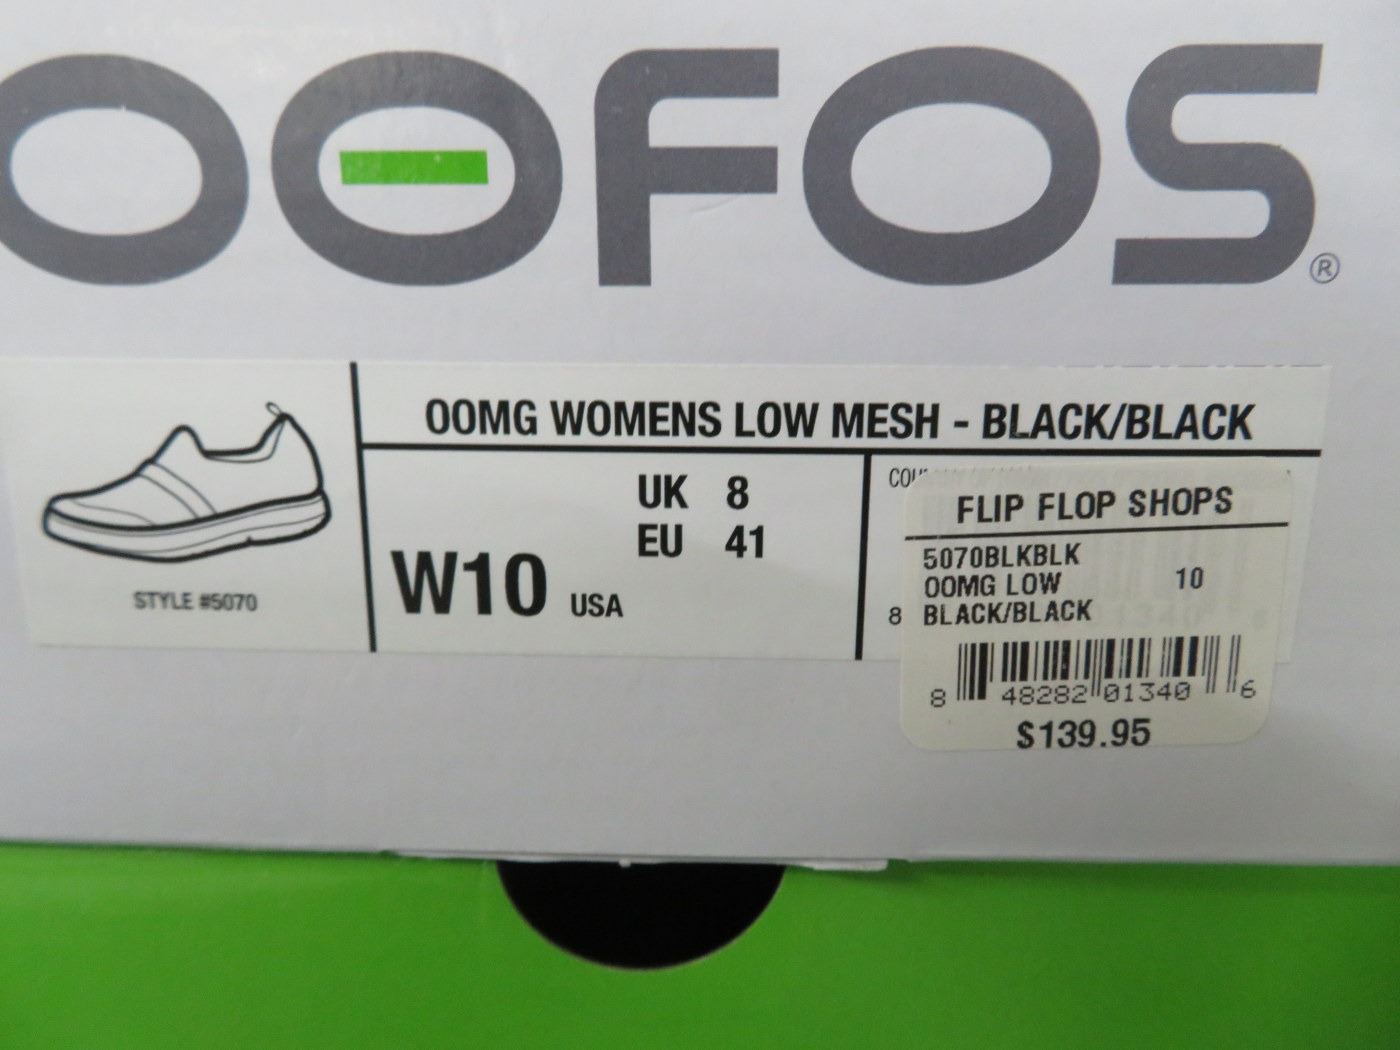 OOFOS®
OOMG WOMENS LOW MESH - BLACK/BLACK
STYLE #5070
W10 USA
UK 8
EU 41
8
FLIP FLOP SHOPS
5070BLKBLK
OOMG LOW 10
BLACK/BLACK
8 48282 01340 6
$139.95